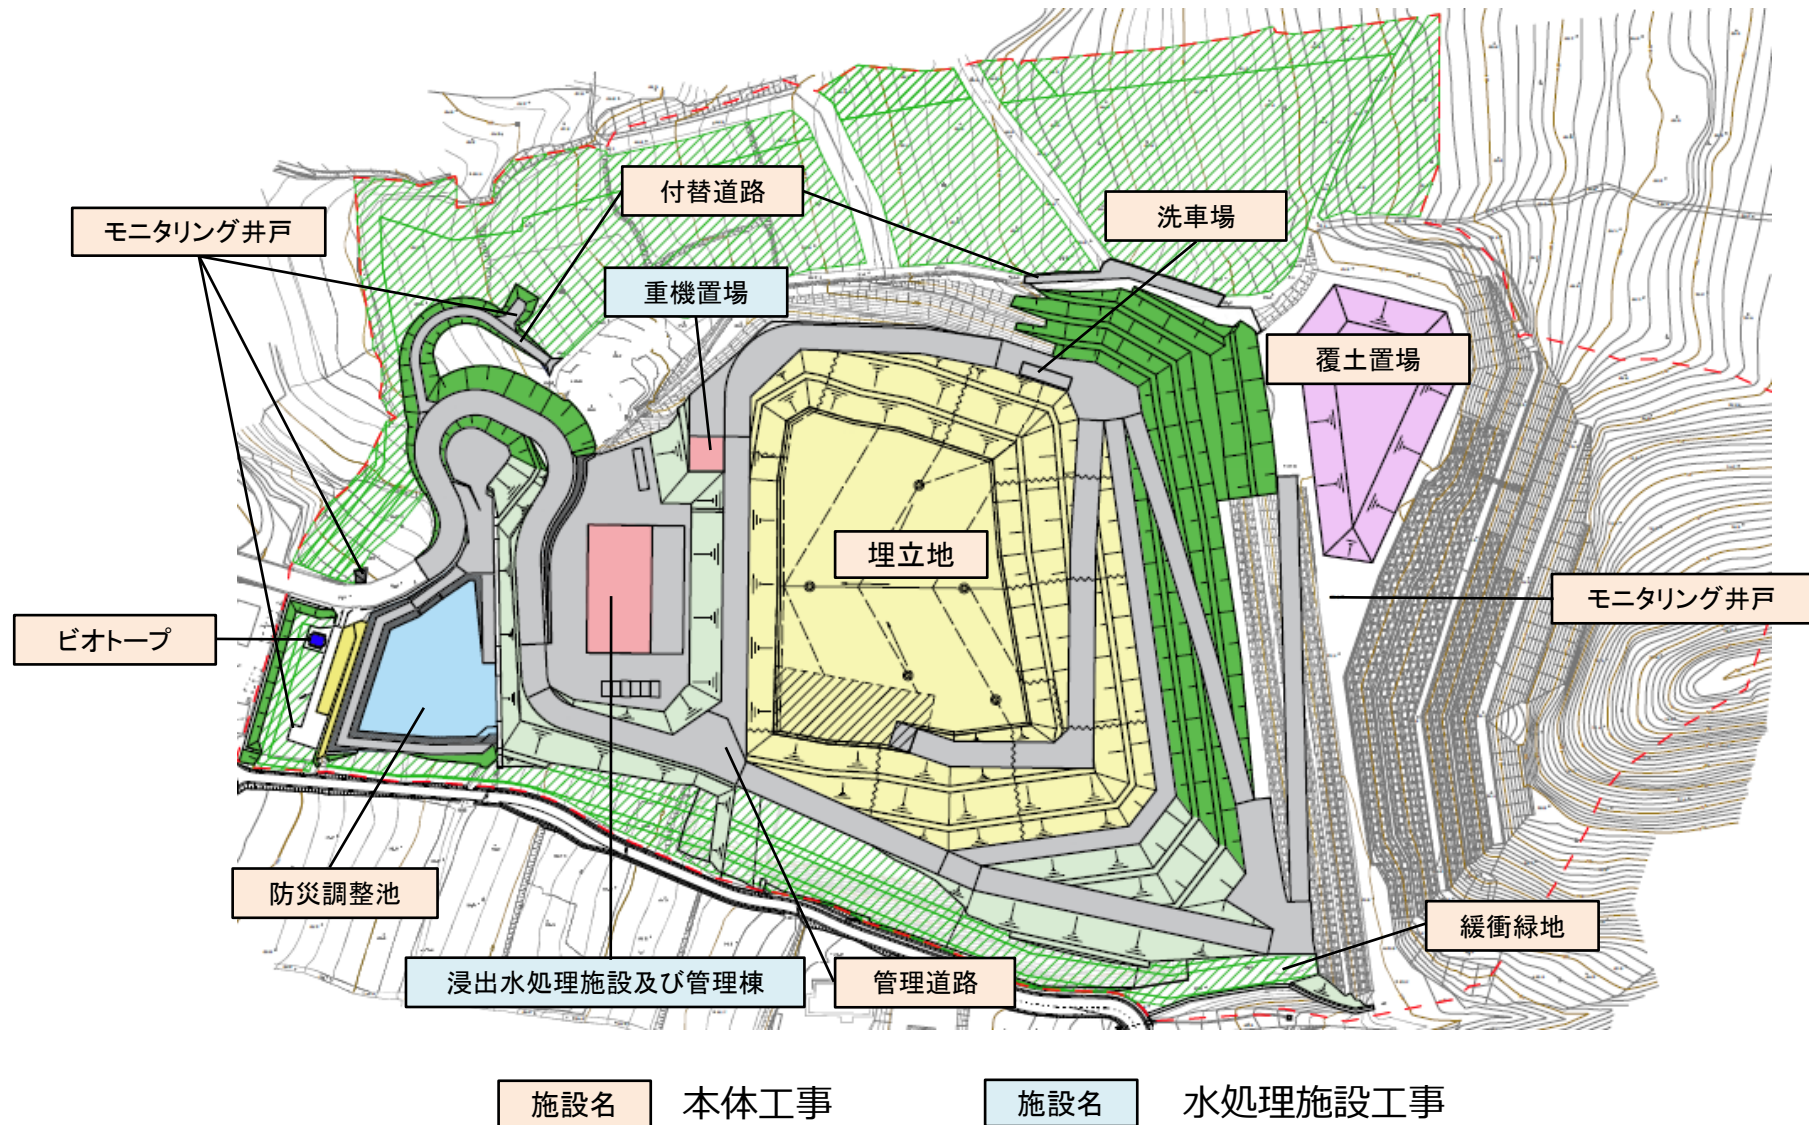 付替道路
洗車場
モニタリング井戸
重機置場
覆土置場
埋立地
モニタリング井戸
ビオトープ
防災調整池
緩衝緑地
浸出水処理施設及び管理棟
管理道路
施設名 本体工事
施設名 水処理施設工事